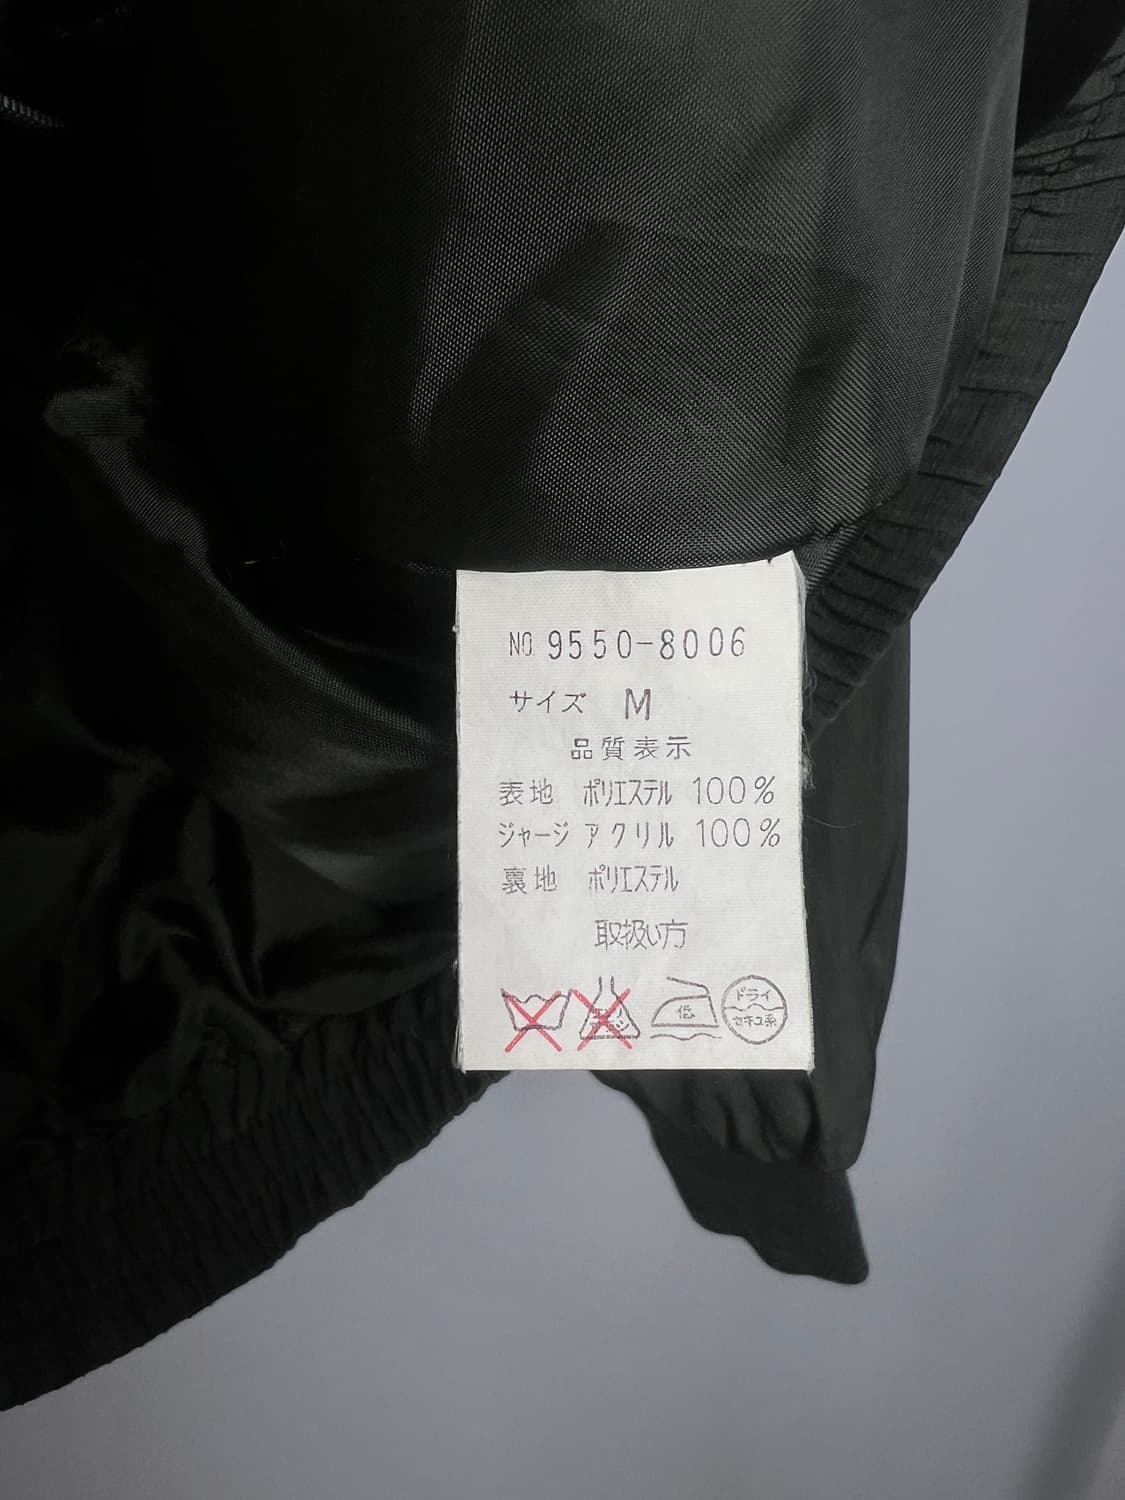 NO. 9550-8006
サイズ M
品質表示
表地 ポリエステル 100%
ジャージ アクリル 100%
裏地 ポリエステル
取扱い方
低
ドライ
セキユ系